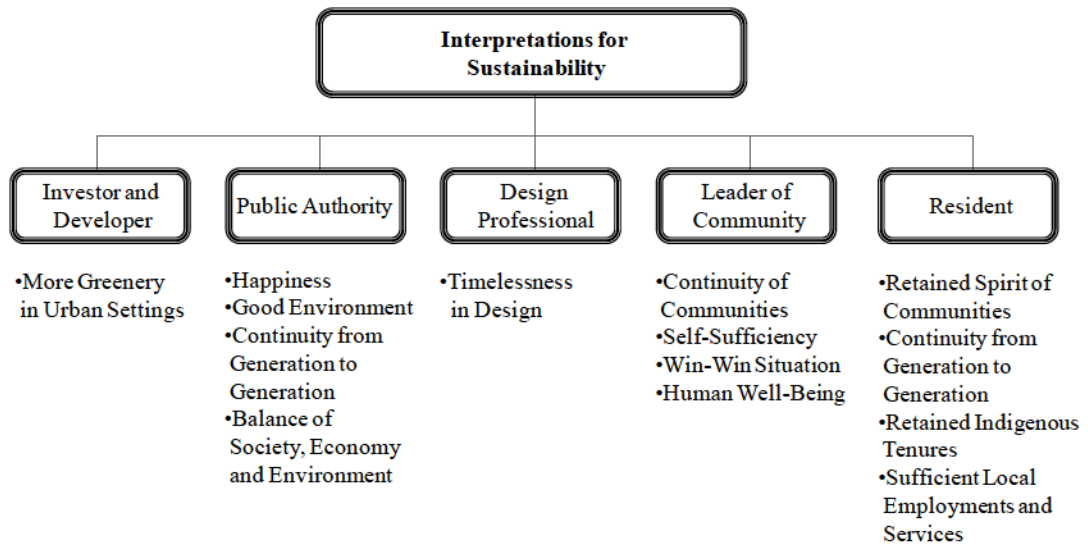 Interpretations for
Sustainability
Investor and
Developer
Public Authority
Design
Professional
Leader of
Community
Resident
•More Greenery
in Urban Settings
•Happiness
•Good Environment
•Continuity from
Generation to
Generation
•Balance of
Society, Economy
and Environment
•Timelessness
in Design
•Continuity of
Communities
•Self-Sufficiency
•Win-Win Situation
•Human Well-Being
•Retained Spirit of
Communities
•Continuity from
Generation to
Generation
•Retained Indigenous
Tenures
•Sufficient Local
Employments and
Services